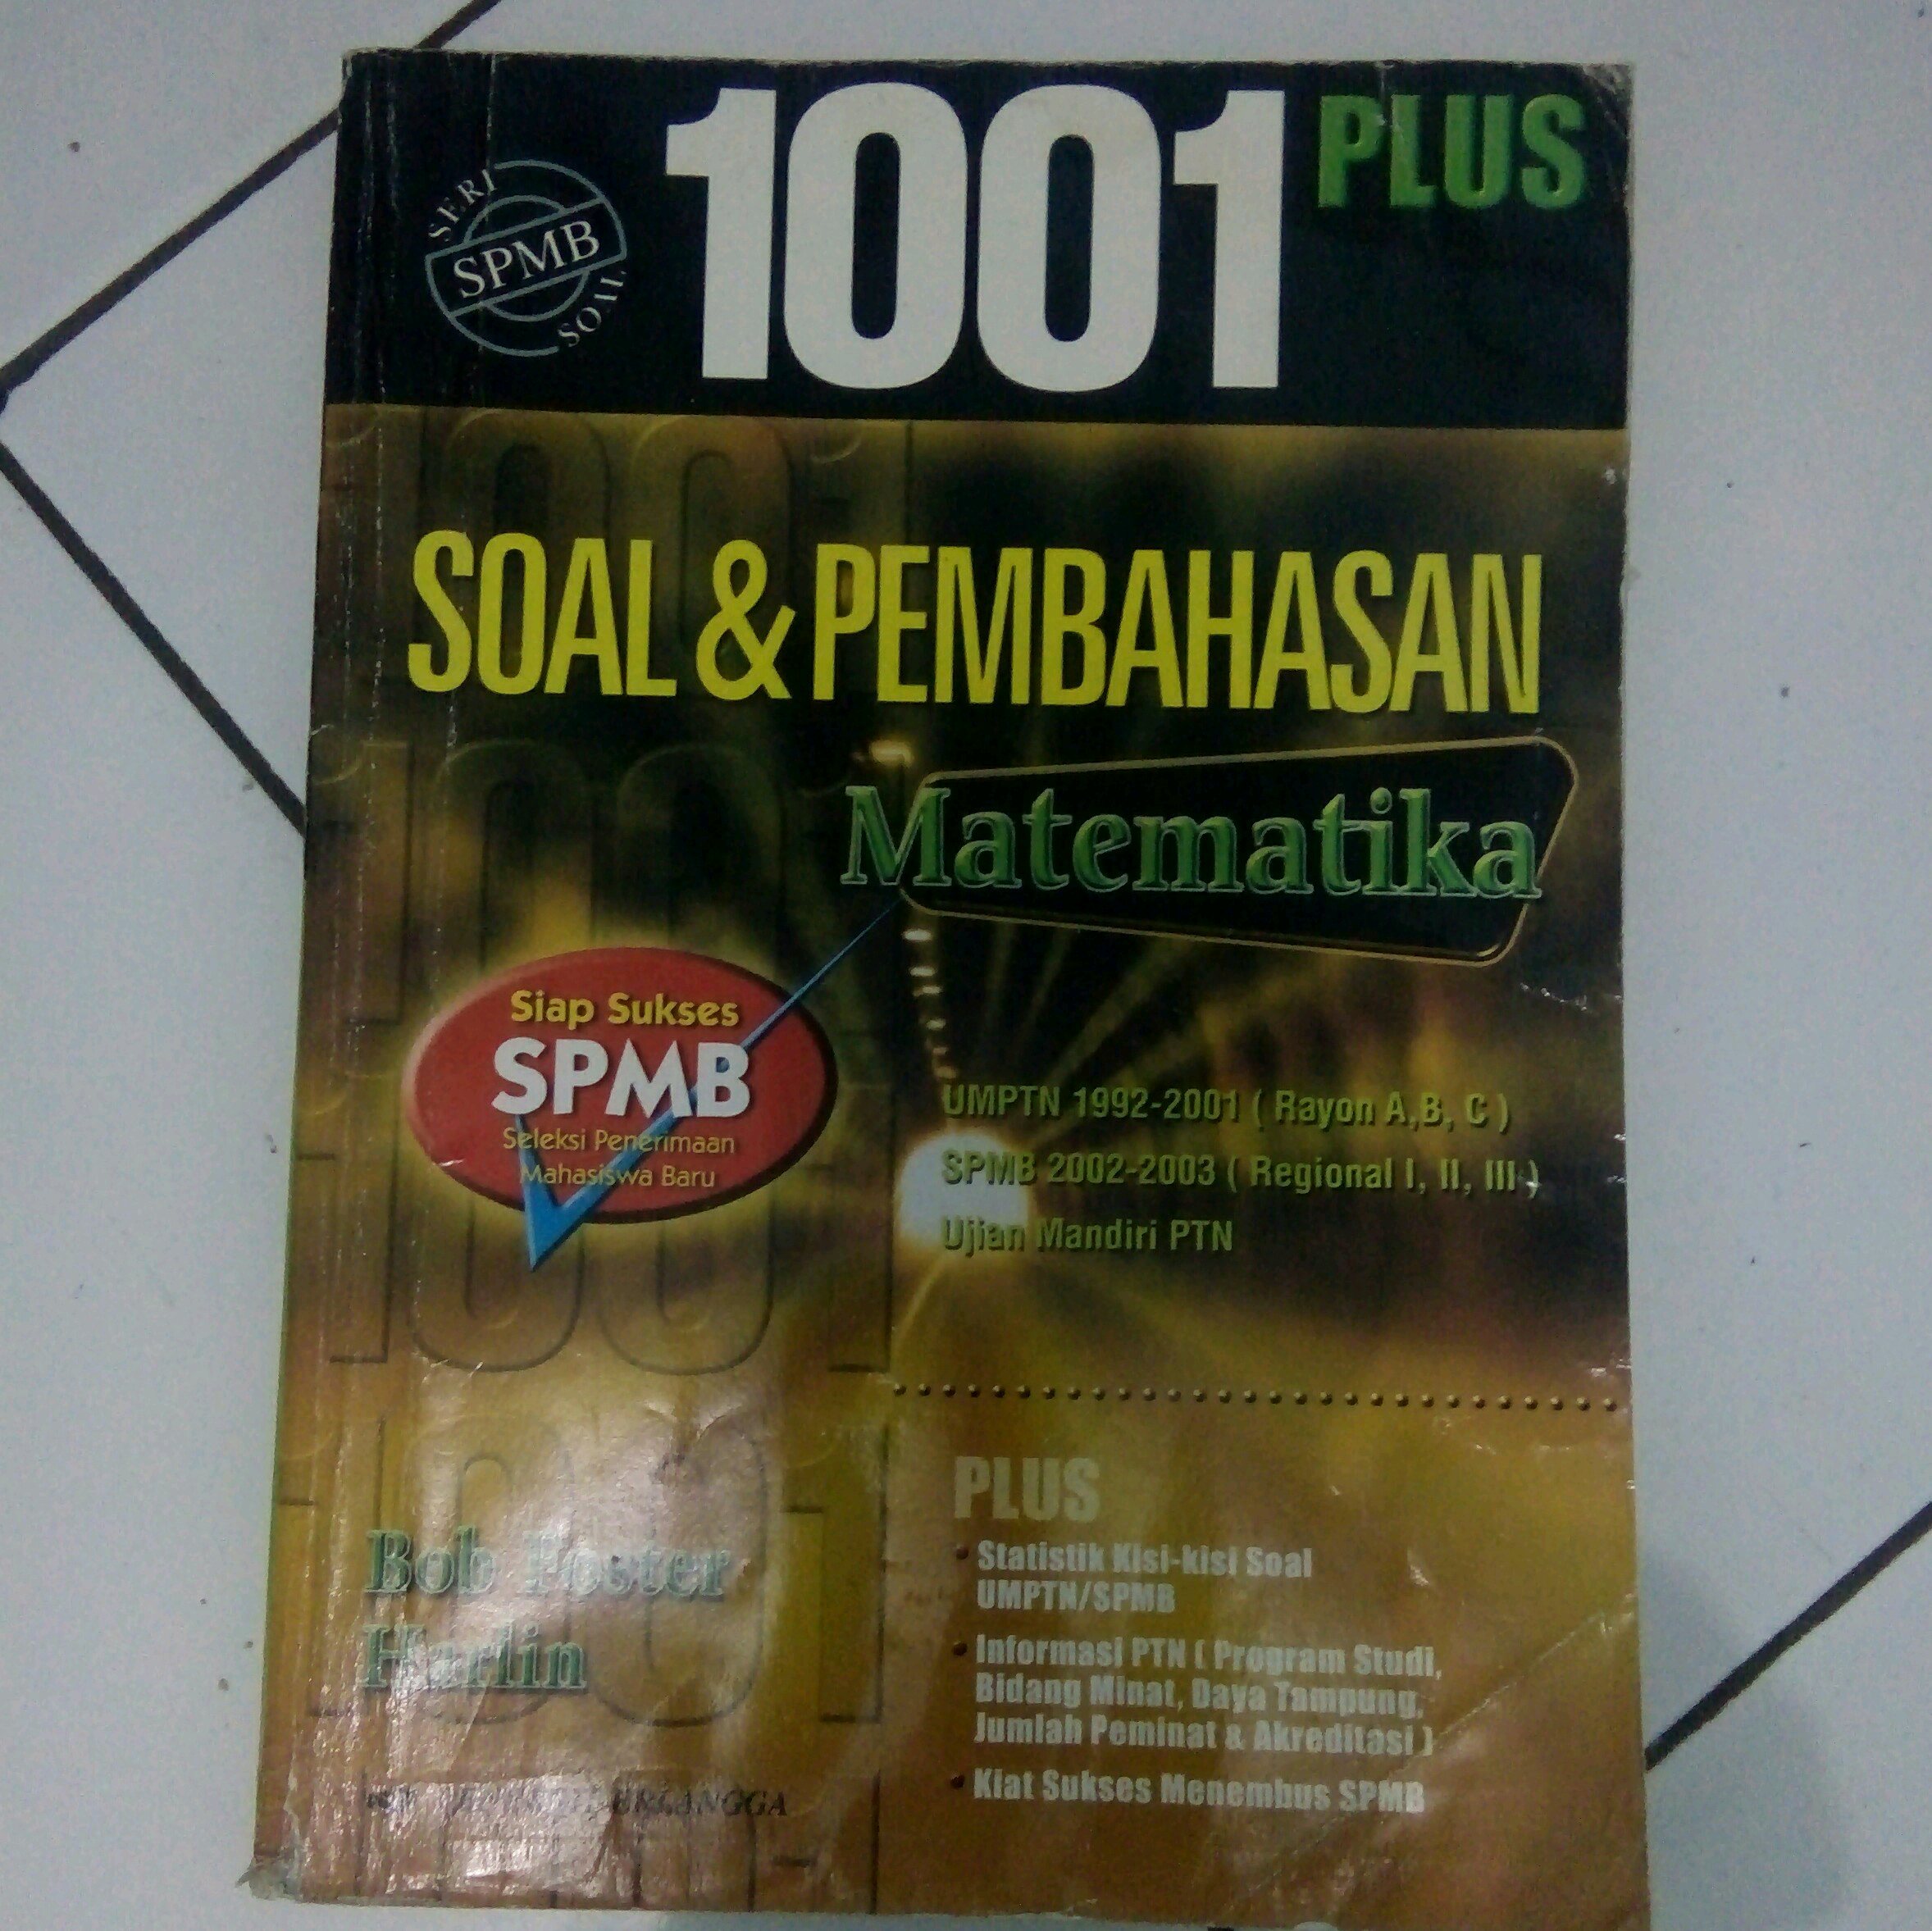 1001 PLUS
SERI
SPMB
SOAL
SOAL & PEMBAHASAN
Matematika
Siap Sukses
SPMB
Seleksi Penerimaan
Mahasiswa Baru
UMPTN 1992-2001 ( Rayon A,B, C )
SPMB 2002-2003 ( Regional I, II, III )
Ujian Mandiri PTN
PLUS
• Statistik Kisi-kisi Soal
UMPTN/SPMB
• Informasi PTN ( Program Studi,
Bidang Minat, Daya Tampung,
Jumlah Peminat & Akreditasi )
• Kiat Sukses Menembus SPMB
Bob Foster
Harlin
ERLANGGA